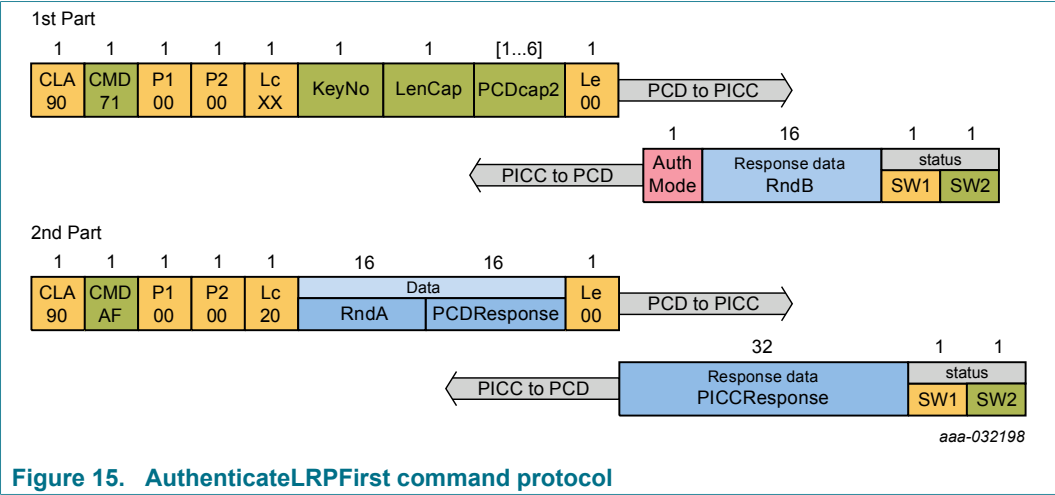 1st Part
1 1 1 1 1 1 1 [1...6] 1
CLA 90 CMD 71 P1 00 P2 00 Lc XX KeyNo LenCap PCDcap2 Le 00 PCD to PICC
1 16 1 1
PICC to PCD Auth Mode Response data RndB status SW1 SW2
2nd Part
1 1 1 1 1 16 16 1
CLA 90 CMD AF P1 00 P2 00 Lc 20 Data RndA PCDResponse Le 00 PCD to PICC
32 1 1
PICC to PCD Response data PICCResponse status SW1 SW2
aaa-032198
Figure 15. AuthenticateLRPFirst command protocol